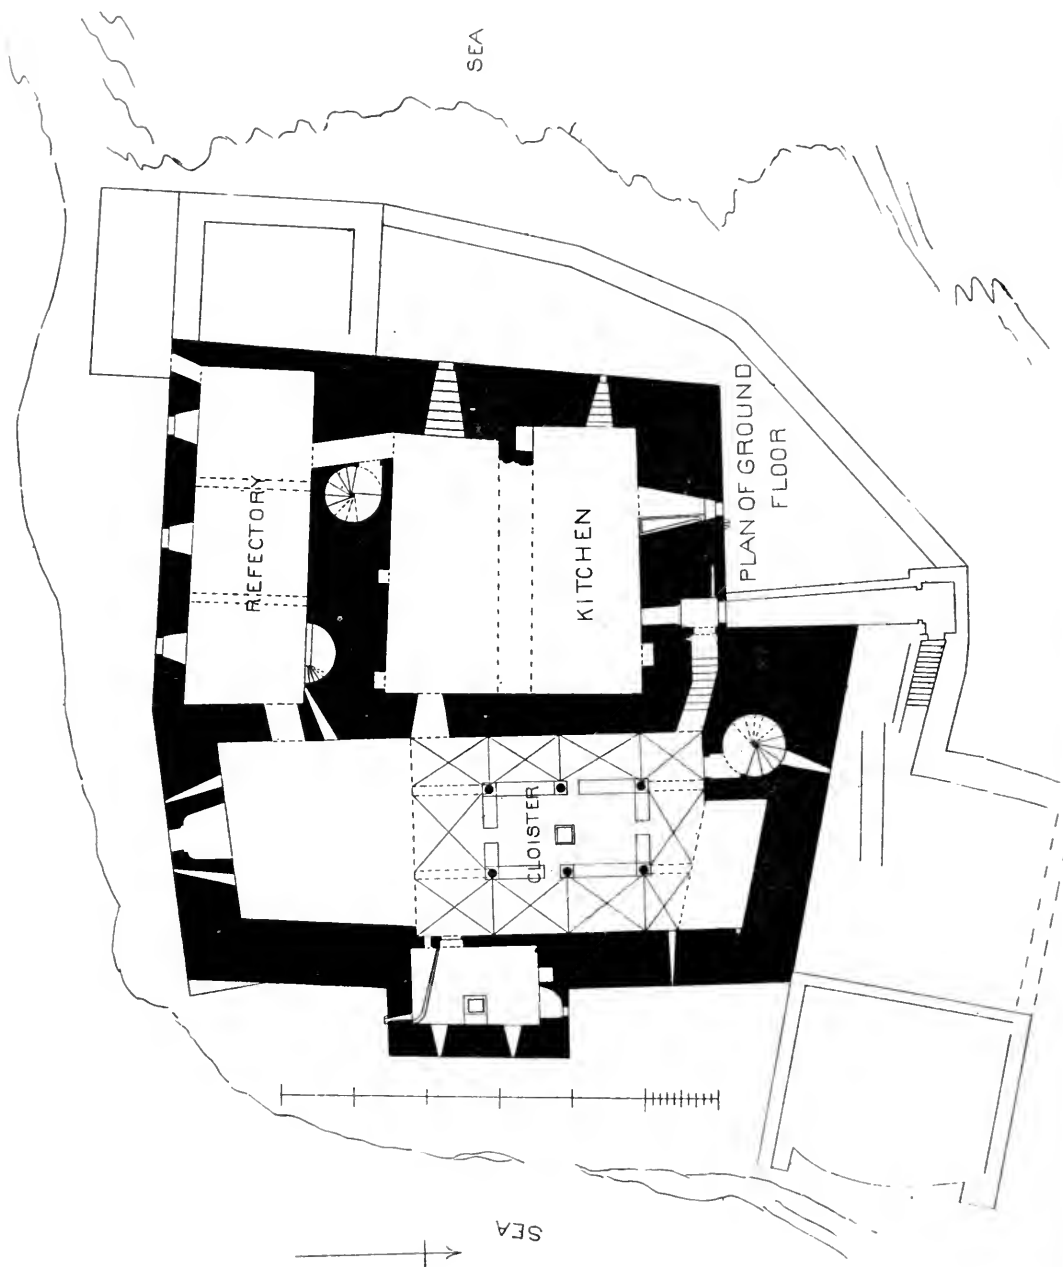 SEA
REFECTORY
KITCHEN
PLAN OF GROUND
FLOOR
CLOISTER
SEA